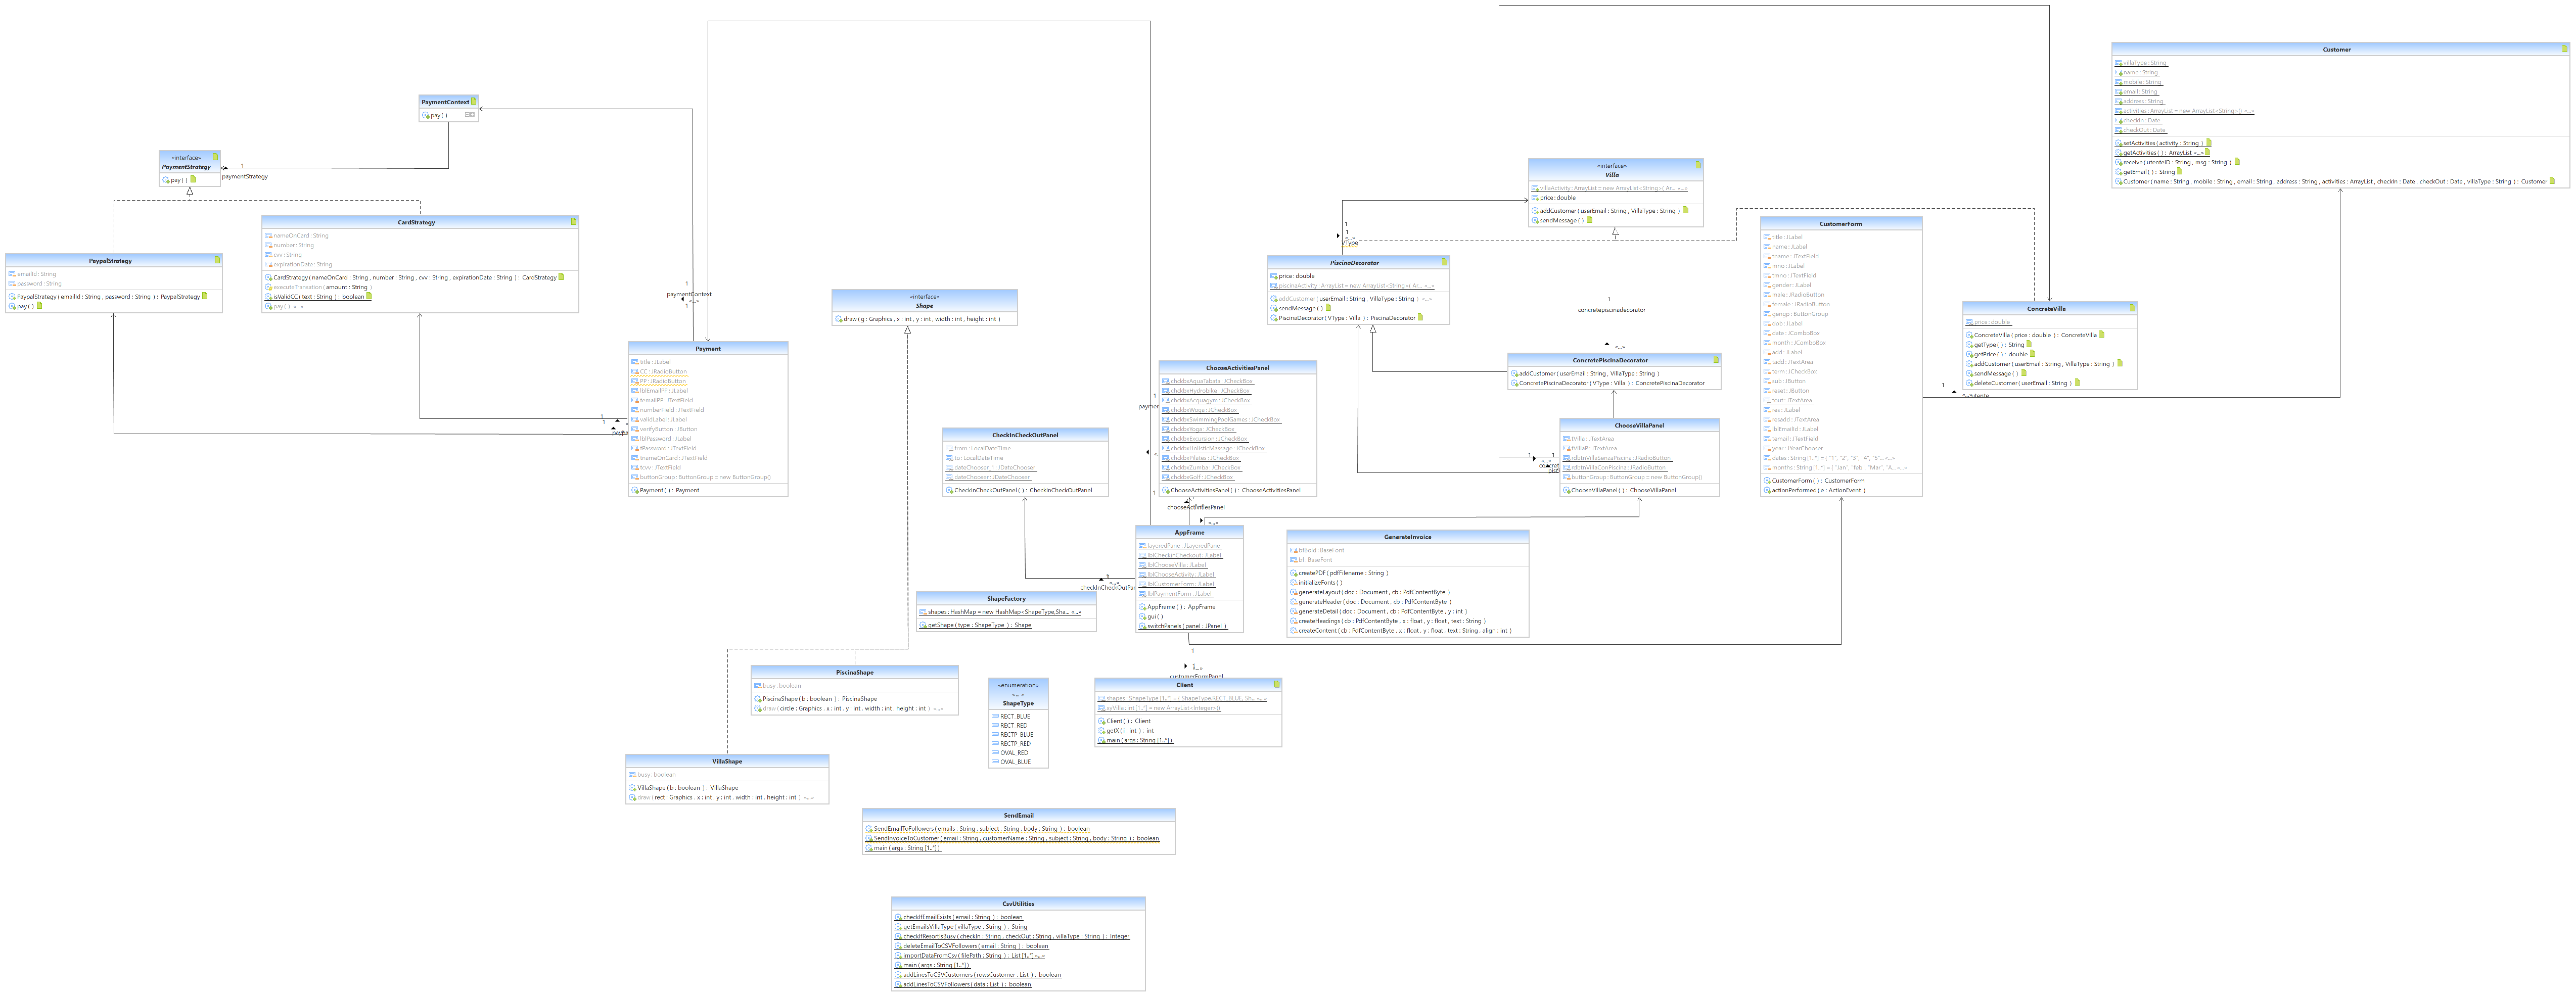 PaymentContext
pay ( )
«interface»
PaymentStrategy
pay ( )
1
paymentStrategy
PaypalStrategy
emailId : String
password : String
PaypalStrategy ( emailId : String , password : String ) : PaypalStrategy
pay ( )
CardStrategy
nameOnCard : String
number : String
cvv : String
expirationDate : String
CardStrategy ( nameOnCard : String , number : String , cvv : String , expirationDate : String ) : CardStrategy
executeTransation ( amount : String )
isValidCC ( text : String ) : boolean
pay ( ) «...»
1
paymentContext
«...»
1
Payment
title : JLabel
CC : JRadioButton
PP : JRadioButton
lblEmailPP : JLabel
temailPP : JTextField
numberField : JTextField
validLabel : JLabel
verifyButton : JButton
lblPassword : JLabel
tPassword : JTextField
tnameOnCard : JTextField
tcvv : JTextField
buttonGroup : ButtonGroup = new ButtonGroup()
Payment ( ) : Payment
1
1
«interface»
Shape
draw ( g : Graphics , x : int , y : int , width : int , height : int )
CheckInCheckOutPanel
from : LocalDateTime
to : LocalDateTime
dateChooser_1 : JDateChooser
dateChooser : JDateChooser
CheckInCheckOutPanel ( ) : CheckInCheckOutPanel
1
paymen
1
ChooseActivitiesPanel
chckbxAquaTabata : JCheckBox
chckbxHydrobike : JCheckBox
chckbxAcquagym : JCheckBox
chckbxWoga : JCheckBox
chckbxSwimmingPoolGames : JCheckBox
chckbxYoga : JCheckBox
chckbxExcursion : JCheckBox
chckbxHolisticMassage : JCheckBox
chckbxPilates : JCheckBox
chckbxZumba : JCheckBox
chckbxGolf : JCheckBox
ChooseActivitiesPanel ( ) : ChooseActivitiesPanel
chooseActivitiesPanel
«...»
AppFrame
layeredPane : JLayeredPane
lblCheckinCheckout : JLabel
lblChooseVilla : JLabel
lblChooseActivity : JLabel
lblCustomerForm : JLabel
lblPaymentForm : JLabel
AppFrame ( ) : AppFrame
gui ( )
switchPanels ( panel : JPanel )
«...»
checkInCheckOutPa
«interface»
Villa
villaActivity : ArrayList = new ArrayList<String>( Ar... «...»
price : double
addCustomer ( userEmail : String , VillaType : String )
sendMessage ( )
1
1
«...»
VType
PiscinaDecorator
price : double
piscinaActivity : ArrayList = new ArrayList<String>( Ar... «...»
addCustomer ( userEmail : String , VillaType : String ) «...»
sendMessage ( )
PiscinaDecorator ( VType : Villa ) : PiscinaDecorator
1
concretepiscinadecorator
ConcretePiscinaDecorator
addCustomer ( userEmail : String , VillaType : String )
ConcretePiscinaDecorator ( VType : Villa ) : ConcretePiscinaDecorator
ChooseVillaPanel
tVilla : JTextArea
tVillaP : JTextArea
rdbtnVillaSenzaPiscina : JRadioButton
rdbtnVillaConPiscina : JRadioButton
buttonGroup : ButtonGroup = new ButtonGroup()
ChooseVillaPanel ( ) : ChooseVillaPanel
1
1
«...»
CustomerForm
title : JLabel
name : JLabel
tname : JTextField
mno : JLabel
tmno : JTextField
gender : JLabel
male : JRadioButton
female : JRadioButton
gengp : ButtonGroup
dob : JLabel
date : JComboBox
month : JComboBox
add : JLabel
tadd : JTextArea
term : JCheckBox
sub : JButton
reset : JButton
tout : JTextArea
res : JLabel
resadd : JTextArea
lblEmailId : JLabel
temail : JTextField
year : JYearChooser
dates : String [1..*] = { "1", "2", "3", "4", "5"... «...»
months : String [1..*] = { "Jan", "feb", "Mar", "A... «...»
CustomerForm ( ) : CustomerForm
actionPerformed ( e : ActionEvent )
ConcreteVilla
price : double
ConcreteVilla ( price : double ) : ConcreteVilla
getType ( ) : String
getPrice ( ) : double
addCustomer ( userEmail : String , VillaType : String )
sendMessage ( )
deleteCustomer ( userEmail : String )
1
Customer
villaType : String
name : String
mobile : String
email : String
address : String
activities : ArrayList = new ArrayList<String>() «...»
checkIn : Date
checkOut : Date
setActivities ( activity : String )
getActivities ( ) : ArrayList «...»
receive ( utenteID : String , msg : String )
getEmail ( ) : String
Customer ( name : String , mobile : String , email : String , address : String , activities : ArrayList , checkIn : Date , checkOut : Date , villaType : String ) : Customer
GenerateInvoice
bfBold : BaseFont
bf : BaseFont
createPDF ( pdfFilename : String )
initializeFonts ( )
generateLayout ( doc : Document , cb : PdfContentByte )
generateHeader ( doc : Document , cb : PdfContentByte )
generateDetail ( doc : Document , cb : PdfContentByte , y : int )
createHeadings ( cb : PdfContentByte , x : float , y : float , text : String )
createContent ( cb : PdfContentByte , x : float , y : float , text : String , align : int )
ShapeFactory
shapes : HashMap = new HashMap<ShapeType,Sha... «...»
getShape ( type : ShapeType ) : Shape
PiscinaShape
busy : boolean
PiscinaShape ( b : boolean ) : PiscinaShape
draw ( circle : Graphics , x : int , y : int , width : int , height : int ) «...»
VillaShape
busy : boolean
VillaShape ( b : boolean ) : VillaShape
draw ( rect : Graphics , x : int , y : int , width : int , height : int ) «...»
«enumeration»
«... »
ShapeType
RECT_BLUE
RECT_RED
RECTP_BLUE
RECTP_RED
OVAL_RED
OVAL_BLUE
1
customerFormPanel
Client
shapes : ShapeType [1..*] = { ShapeType.RECT_BLUE, Sh... «...»
xyVilla : int [1..*] = new ArrayList<Integer>()
Client ( ) : Client
getX ( i : int ) : int
main ( args : String [1..*] )
SendEmail
SendEmailToFollowers ( emails : String , subject : String , body : String ) : boolean
SendInvoiceToCustomer ( email : String , customerName : String , subject : String , body : String ) : boolean
main ( args : String [1..*] )
CsvUtilities
checkIfEmailExists ( email : String ) : boolean
getEmailsVillaType ( villaType : String ) : String
checkIfResortIsBusy ( checkIn : String , checkOut : String , villaType : String ) : Integer
deleteEmailToCSVFollowers ( email : String ) : boolean
importDataFromCsv ( filePath : String ) : List [1..*] «...»
main ( args : String [1..*] )
addLinesToCSVCustomers ( rowsCustomer : List ) : boolean
addLinesToCSVFollowers ( data : List ) : boolean